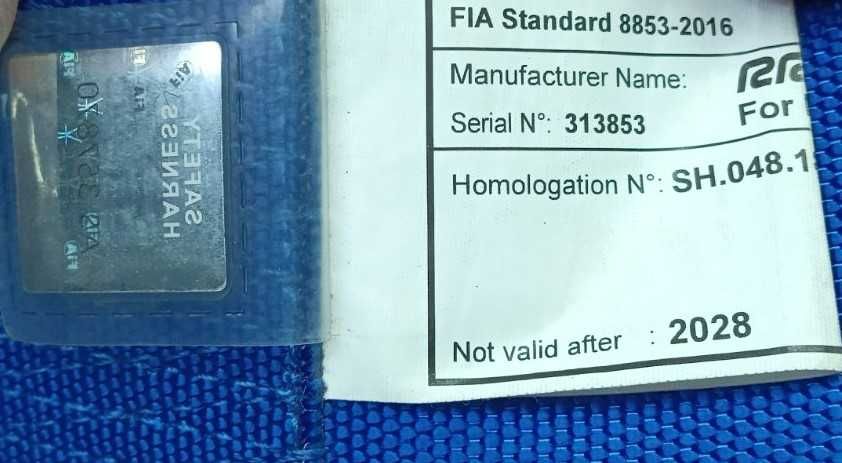 SAFETY
HARNESS
FIA
FIA Standard 8853-2016
Manufacturer Name:
Serial N°: 313853
For
Homologation N°: SH.048.1
Not valid after : 2028